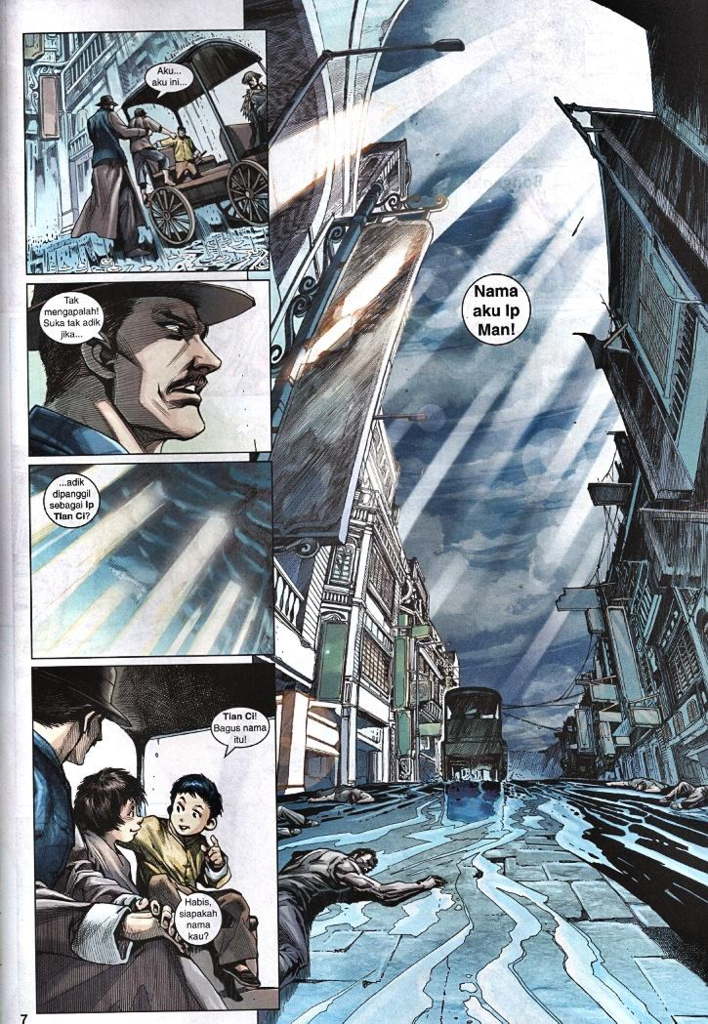 Aku...
aku ini...
Tak
mengapalah!
Suka tak adik
jika...
...adik
dipanggil
sebagai Ip
Tian Ci?
Tian Ci!
Bagus nama
itu!
Habis,
siapakah
nama
kau?
Nama
aku Ip
Man!
7